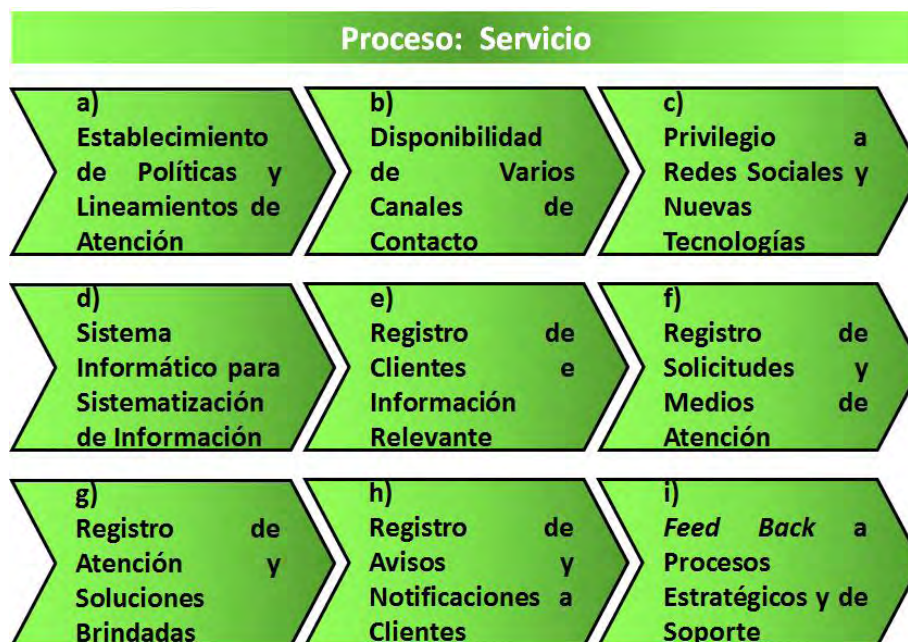 Proceso: Servicio
a)
Establecimiento
de Políticas y
Lineamientos de
Atención
b)
Disponibilidad
de Varios
Canales de
Contacto
c)
Privilegio a
Redes Sociales y
Nuevas
Tecnologías
d)
Sistema
Informático para
Sistematización
de Información
e)
Registro de
Clientes e
Información
Relevante
f)
Registro de
Solicitudes y
Medios de
Atención
g)
Registro de
Atención y
Soluciones
Brindadas
h)
Registro de
Avisos y
Notificaciones a
Clientes
i)
Feed Back a
Procesos
Estratégicos y de
Soporte